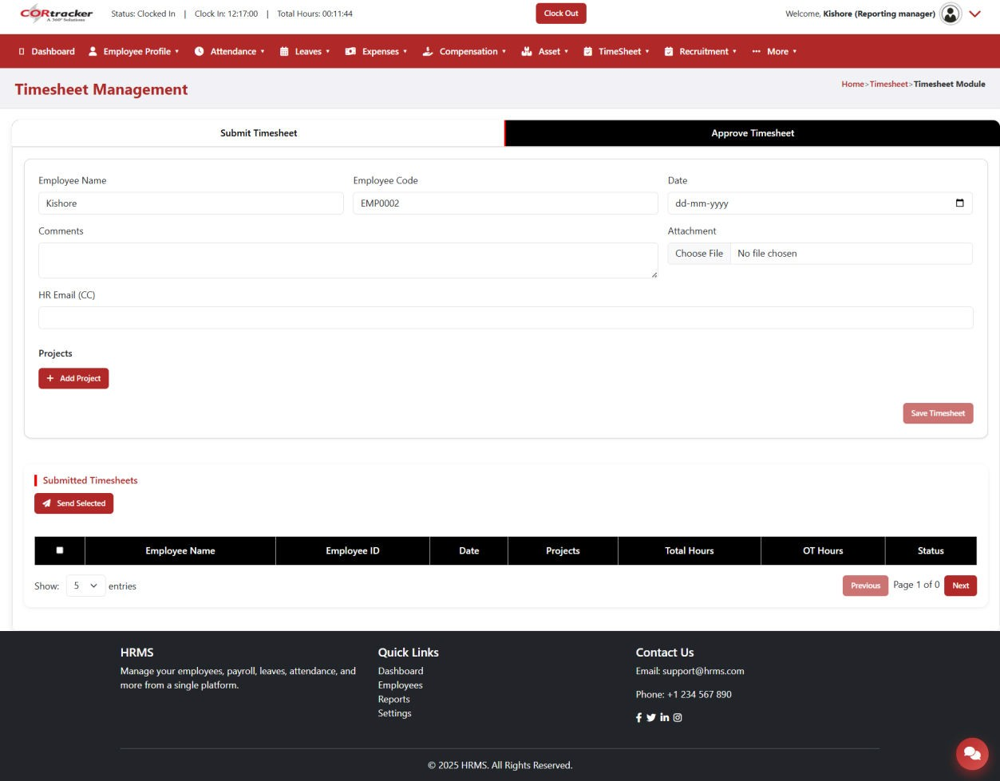 CORtracker
A 360° Solutions
Status: Clocked In | Clock In: 12:17:00 | Total Hours: 00:11:44
Clock Out
Welcome, Kishore (Reporting manager)
Dashboard Employee Profile Attendance Leaves Expenses Compensation Asset TimeSheet Recruitment More
Timesheet Management
Home > Timesheet > Timesheet Module
Submit Timesheet Approve Timesheet
Employee Name Employee Code Date
Kishore EMP0002 dd-mm-yyyy
Comments Attachment
Choose File No file chosen
HR Email (CC)
Projects
+ Add Project
Save Timesheet
Submitted Timesheets
Send Selected
Employee Name Employee ID Date Projects Total Hours OT Hours Status
Show: 5 entries Previous Page 1 of 0 Next
HRMS
Manage your employees, payroll, leaves, attendance, and
more from a single platform.
Quick Links
Dashboard
Employees
Reports
Settings
Contact Us
Email: support@hrms.com
Phone: +1 234 567 890
© 2025 HRMS. All Rights Reserved.